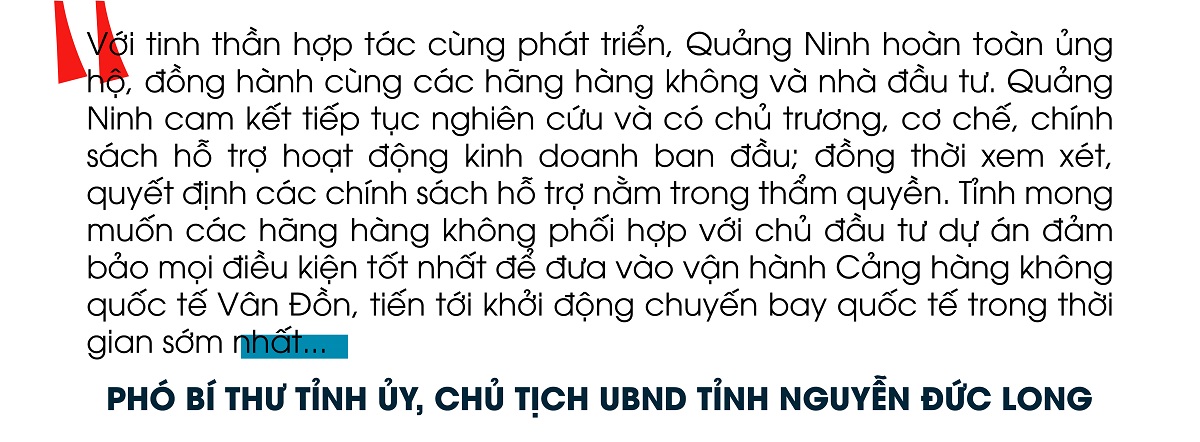 Với tinh thần hợp tác cùng phát triển, Quảng Ninh hoàn toàn ủng
hộ, đồng hành cùng các hãng hàng không và nhà đầu tư. Quảng
Ninh cam kết tiếp tục nghiên cứu và có chủ trương, cơ chế, chính
sách hỗ trợ hoạt động kinh doanh ban đầu; đồng thời xem xét,
quyết định các chính sách hỗ trợ nằm trong thẩm quyền. Tỉnh mong
muốn các hãng hàng không phối hợp với chủ đầu tư dự án đảm
bảo mọi điều kiện tốt nhất để đưa vào vận hành Cảng hàng không
quốc tế Vân Đồn, tiến tới khởi động chuyến bay quốc tế trong thời
gian sớm nhất...
PHÓ BÍ THƯ TỈNH ỦY, CHỦ TỊCH UBND TỈNH NGUYỄN ĐỨC LONG